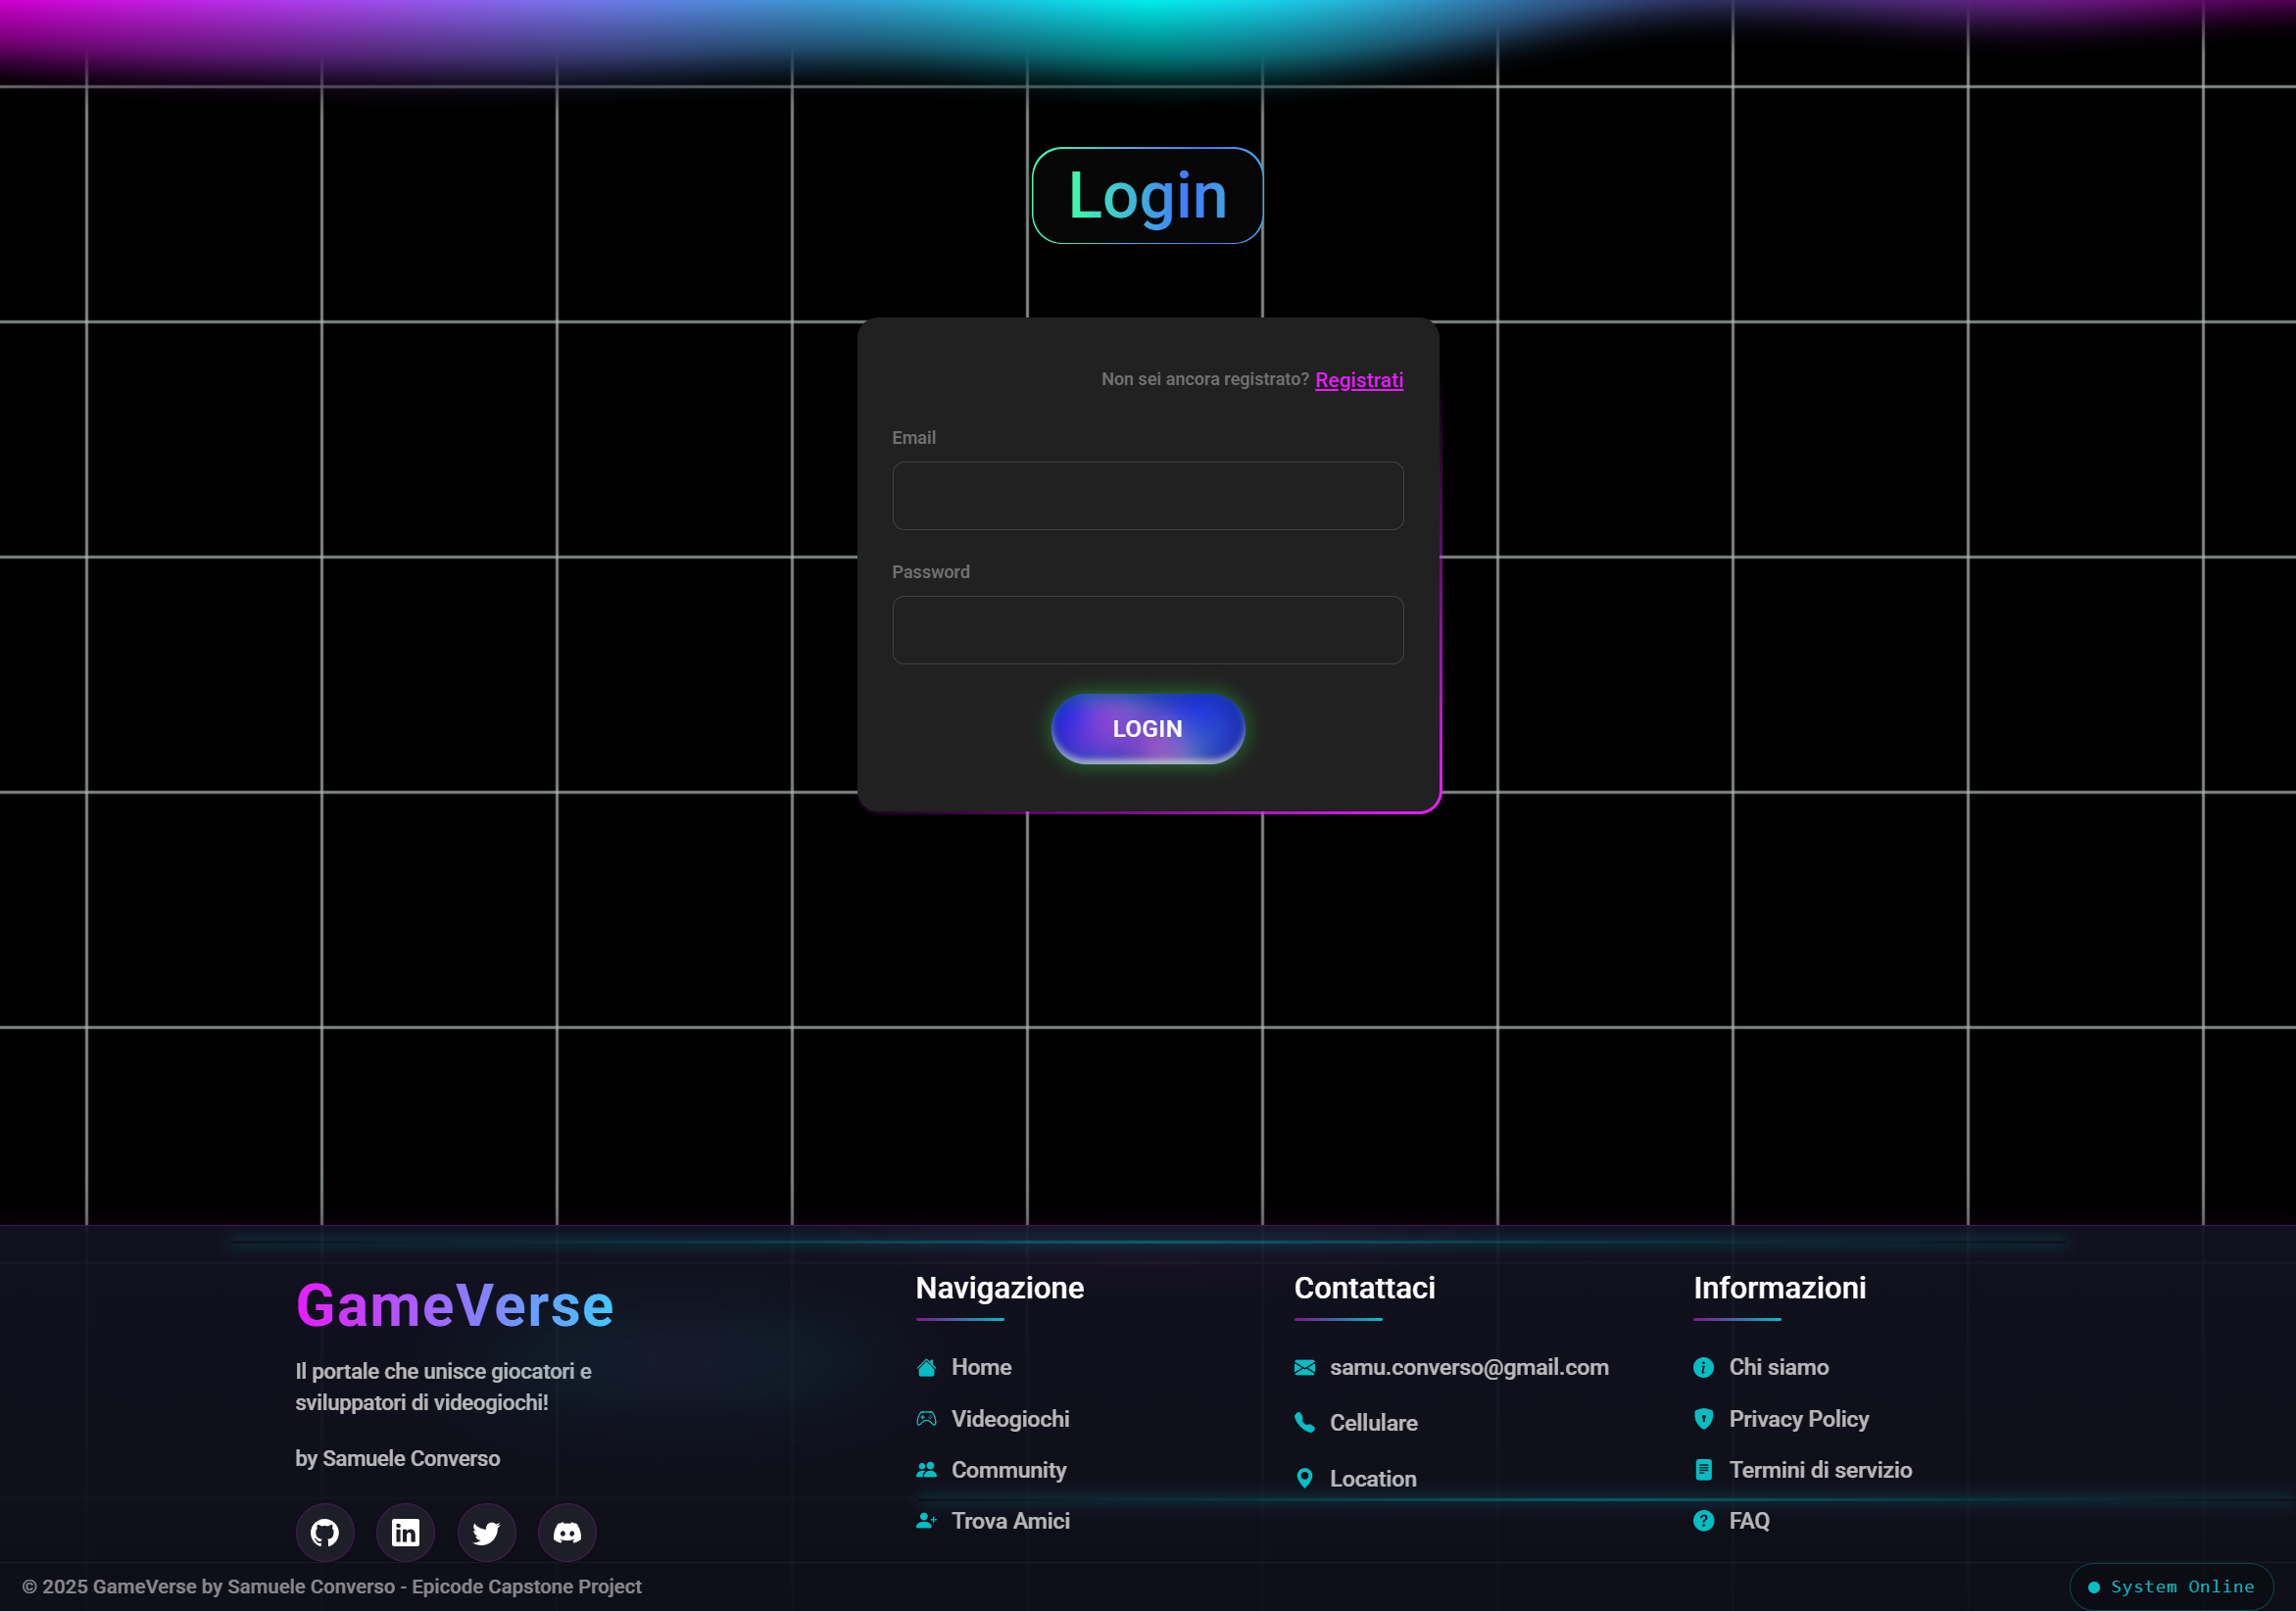 Login
Non sei ancora registrato? Registrati
Email
Password
LOGIN
GameVerse
Il portale che unisce giocatori e
sviluppatori di videogiochi!
by Samuele Converso
Navigazione
Home
Videogiochi
Community
Trova Amici
Contattaci
samu.converso@gmail.com
Cellulare
Location
Informazioni
Chi siamo
Privacy Policy
Termini di servizio
FAQ
© 2025 GameVerse by Samuele Converso - Epicode Capstone Project
System Online